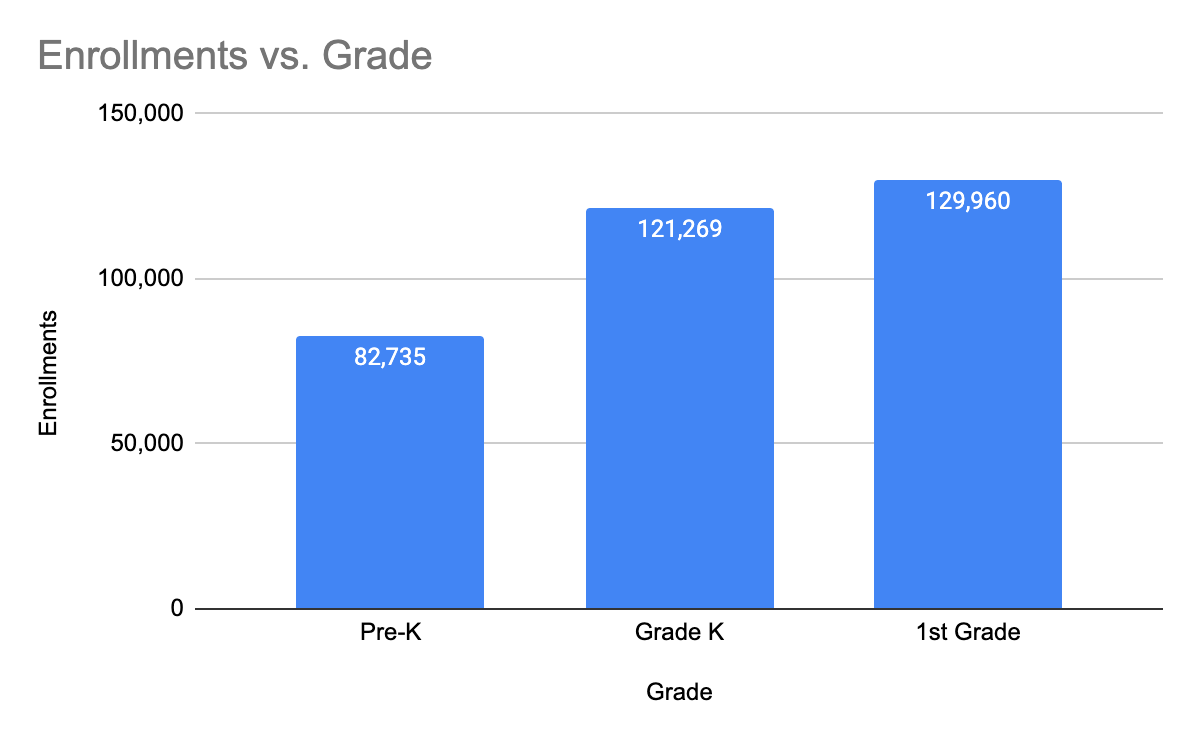 Enrollments vs. Grade
150,000
100,000
50,000
0
Enrollments
82,735
121,269
129,960
Pre-K
Grade K
1st Grade
Grade